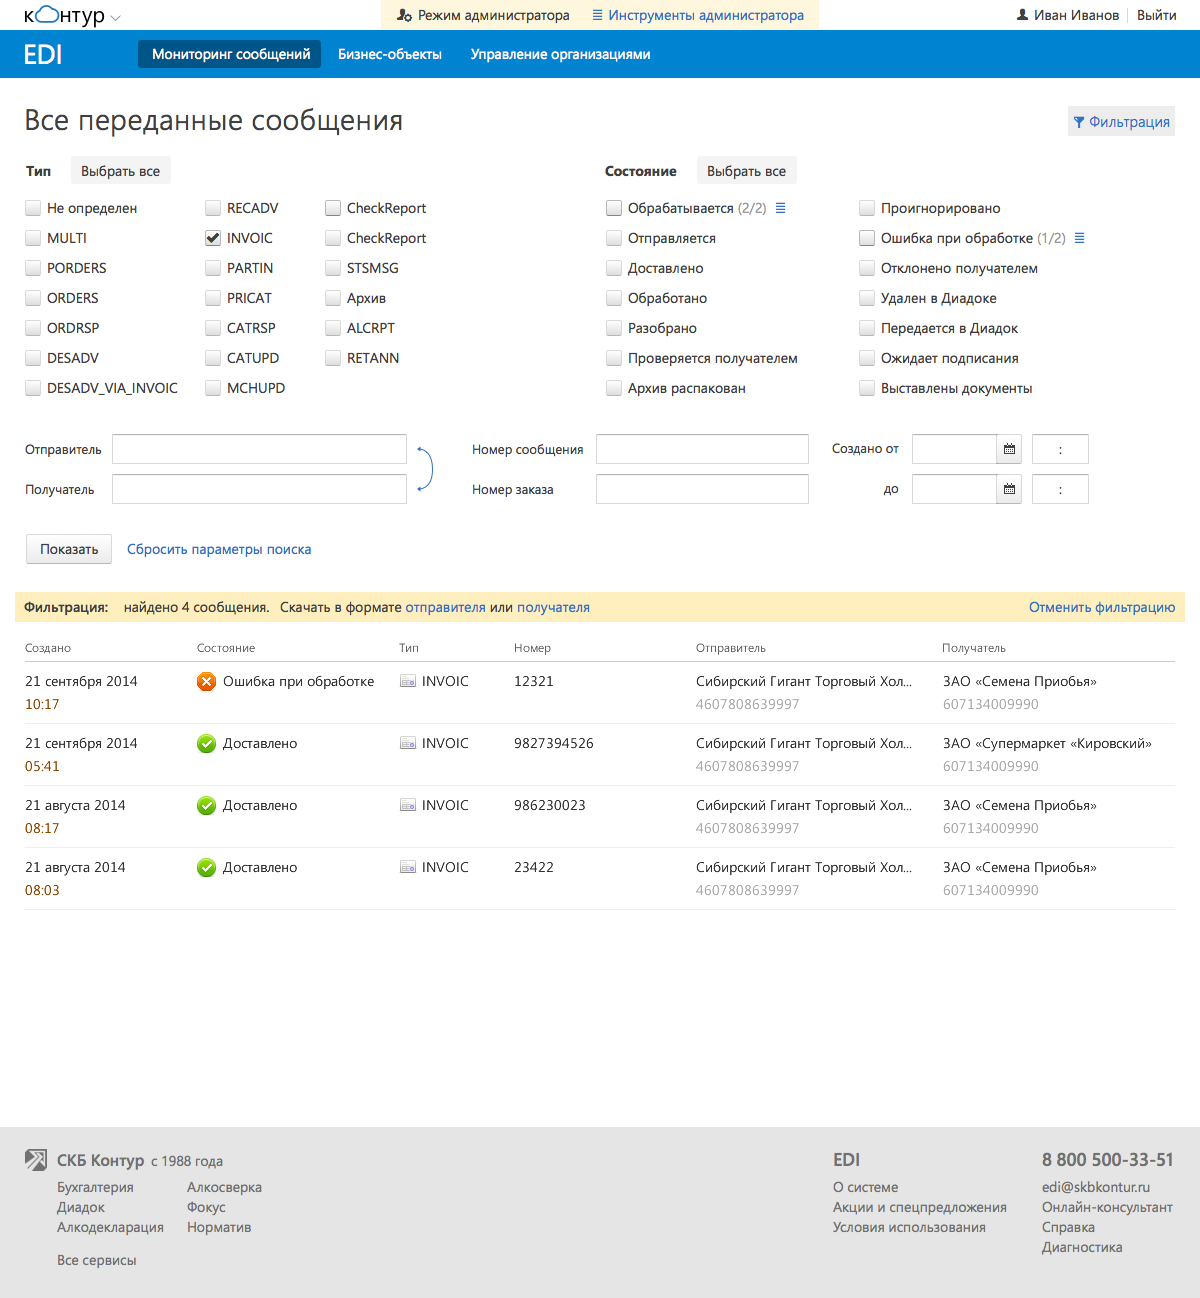 контур Режим администратора Инструменты администратора Иван Иванов Выйти
EDI Мониторинг сообщений Бизнес-объекты Управление организациями
Все переданные сообщения Фильтрация
Тип Выбрать все Состояние Выбрать все
Не определен RECADV CheckReport Обрабатывается (2/2) Проигнорировано
MULTI INVOIC CheckReport Отправляется Ошибка при обработке (1/2)
PORDERS PARTIN STSMSG Доставлено Отклонено получателем
ORDERS PRICAT Архив Обработано Удален в Диадоке
ORDRSP CATRSP ALCRPT Разобрано Передается в Диадок
DESADV CATUPD RETANN Проверяется получателем Ожидает подписания
DESADV_VIA_INVOIC MCHUPD Архив распакован Выставлены документы
Отправитель Номер сообщения Создано от :
Получатель Номер заказа до :
Показать Сбросить параметры поиска
Фильтрация: найдено 4 сообщения. Скачать в формате отправителя или получателя Отменить фильтрацию
Создано Состояние Тип Номер Отправитель Получатель
21 сентября 2014 Ошибка при обработке INVOIC 12321 Сибирский Гигант Торговый Хол... ЗАО «Семена Приобья»
10:17 4607808639997 607134009990
21 сентября 2014 Доставлено INVOIC 9827394526 Сибирский Гигант Торговый Хол... ЗАО «Супермаркет «Кировский»
05:41 4607808639997 607134009990
21 августа 2014 Доставлено INVOIC 986230023 Сибирский Гигант Торговый Хол... ЗАО «Семена Приобья»
08:17 4607808639997 607134009990
21 августа 2014 Доставлено INVOIC 23422 Сибирский Гигант Торговый Хол... ЗАО «Семена Приобья»
08:03 4607808639997 607134009990
СКБ Контур с 1988 года EDI 8 800 500-33-51
Бухгалтерия Алкосверка О системе edi@skbkontur.ru
Диадок Фокус Акции и спецпредложения Онлайн-консультант
Алкодекларация Норматив Условия использования Справка
Диагностика
Все сервисы